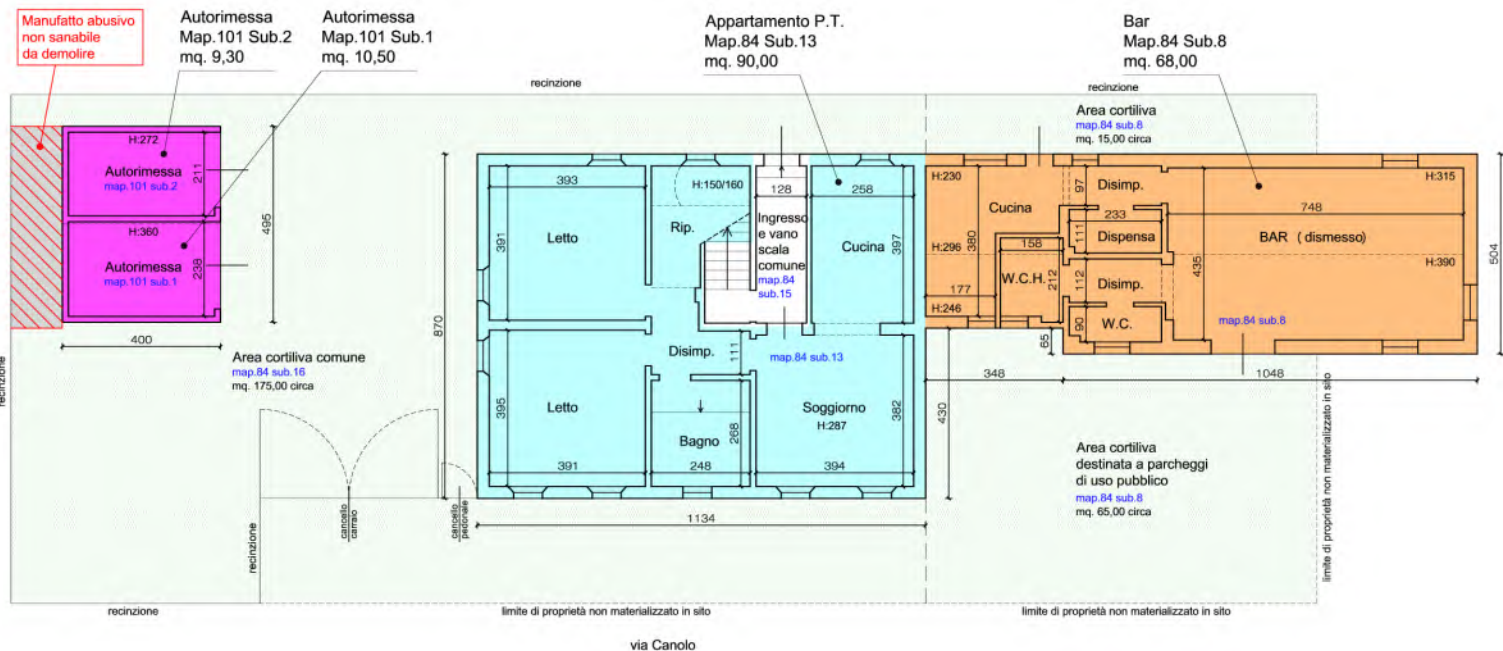 Manufatto abusivo
non sanabile
da demolire
Autorimessa
Map.101 Sub.2
mq. 9,30
Autorimessa
Map.101 Sub.1
mq. 10,50
Appartamento P.T.
Map.84 Sub.13
mq. 90,00
Bar
Map.84 Sub.8
mq. 68,00
recinzione
recinzione
Area cortiliva
map.84 sub.8
mq. 15,00 circa
H:272
Autorimessa
map.101 sub.2
211
H:360
Autorimessa
map.101 sub.1
238
495
400
recinzione
Area cortiliva comune
map.84 sub.16
mq. 175,00 circa
870
393
391
Letto
H:150/160
Rip.
128
Ingresso
e vano
scala
comune
map.84
sub.15
258
Cucina
397
Disimp.
111
map.84 sub.13
395
Letto
391
Bagno
268
248
Soggiorno
H:287
382
394
1134
H:230
Cucina
H:296
380
177
H:246
158
W.C.H.
212
97
Disimp.
233
111
Dispensa
112
Disimp.
90
W.C.
65
H:315
748
BAR ( dismesso)
435
H:390
map.84 sub.8
504
348
1048
430
Area cortiliva
destinata a parcheggi
di uso pubblico
map.84 sub.8
mq. 65,00 circa
limite di proprietà non materializzato in sito
cancello
carraio
cancello
pedonale
recinzione
recinzione
limite di proprietà non materializzato in sito
limite di proprietà non materializzato in sito
via Canolo